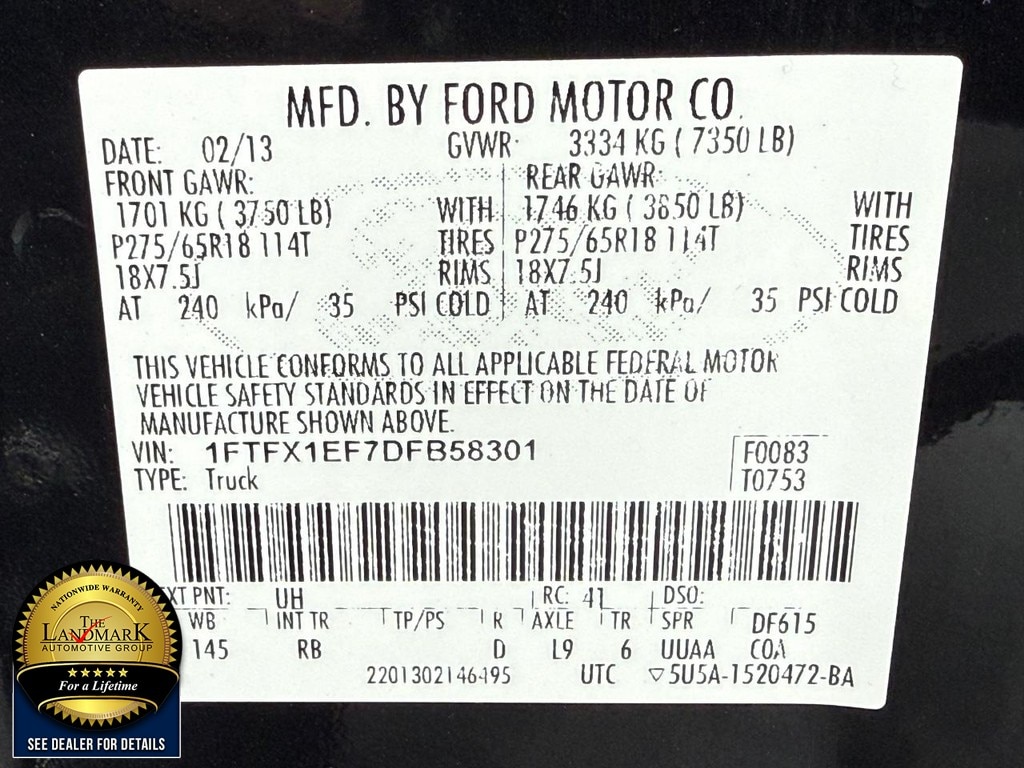 MFD. BY FORD MOTOR CO.
DATE: 02/13 GVWR: 3334 KG ( 7350 LB)
FRONT GAWR: REAR GAWR:
1701 KG ( 3750 LB) WITH 1746 KG ( 3850 LB) WITH
P275/65R18 114T TIRES P275/65R18 114T TIRES
18X7.5J RIMS 18X7.5J RIMS
AT 240 kPa/ 35 PSI COLD AT 240 kPa/ 35 PSI COLD
THIS VEHICLE CONFORMS TO ALL APPLICABLE FEDERAL MOTOR
VEHICLE SAFETY STANDARDS IN EFFECT ON THE DATE OF
MANUFACTURE SHOWN ABOVE.
VIN: 1FTFX1EF7DFB58301 F0083
TYPE: Truck T0753
XT PNT: UH RC: 41 DSO:
WB INT TR TP/PS R AXLE TR SPR DF615
145 RB D L9 6 UUAA COA
2201302146495 UTC ▽5U5A-1520472-BA
NATIONWIDE WARRANTY
THE
LANDMARK
AUTOMOTIVE GROUP
★★★★★
For a Lifetime
SEE DEALER FOR DETAILS